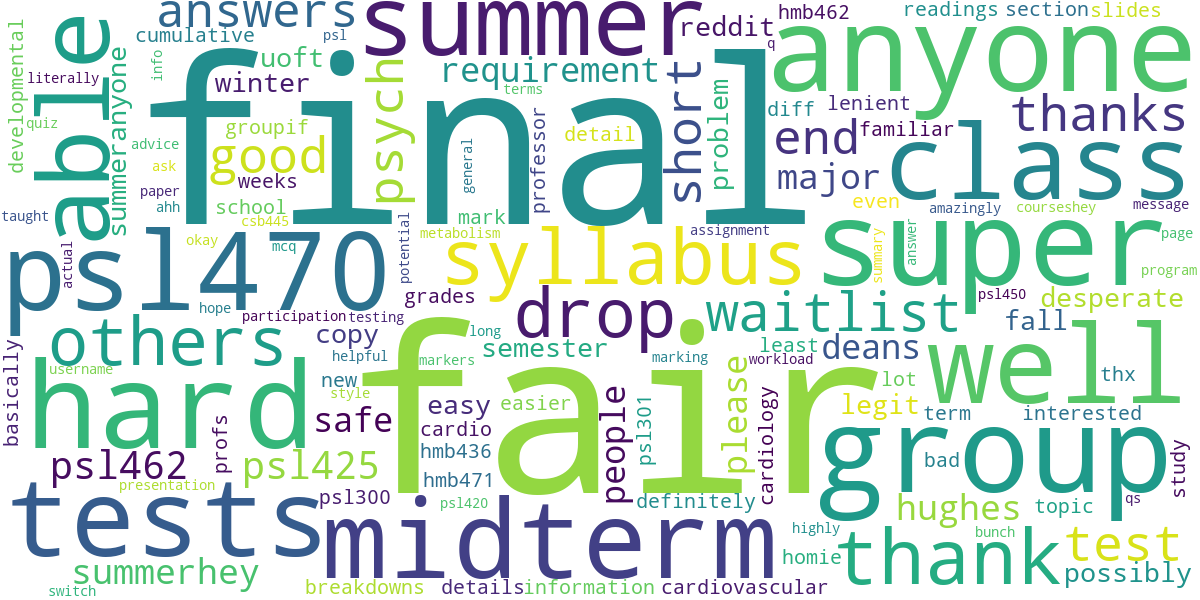 answers
summer
anyone
hmb462
readings
section
slides
cumulative
psl
reddit
q
developmental
able
info
uoft
requirement
literally
summeranyone
winter
psych
terms
short
problem
diff
lenient
thanks
final
quiz
groupif
detail
end
familiar
class
advice
good
general
professor
major
ask
weeks
paper
school
csb445
mark
even
amazingly
courseshey
message
taught
ahh
metabolism
potential
assignment
okay
mcq
syllabus
super
summary
answer
page
program
psl470
actual
hope
participation
testing
grades
drop
waitlist
psl450
desperate
others
copy
long
semester
least
deans
fall
well
basically
username
helpful
markers
marking
workload
please
lot
thx
hard
new
style
fair
easy
easier
people
psl301
cardiology
legit
term
interested
safe
cardio
profs
hmb436
group
bad
study
psl462
psl425
hmb471
presentation
psl300
psl420
definitely
hughes
topic
qs
tests
midterm
highly
bunch
homie
thank
test
possibly
summerhey
switch
breakdowns
details
information
cardiovascular